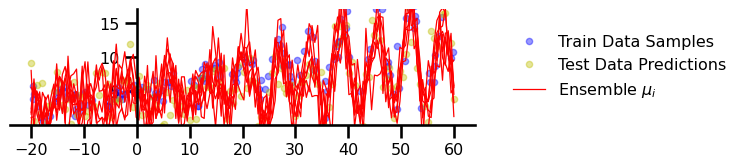 15
10
−20 −10 0 10 20 30 40 50 60
Train Data Samples
Test Data Predictions
Ensemble μᵢ